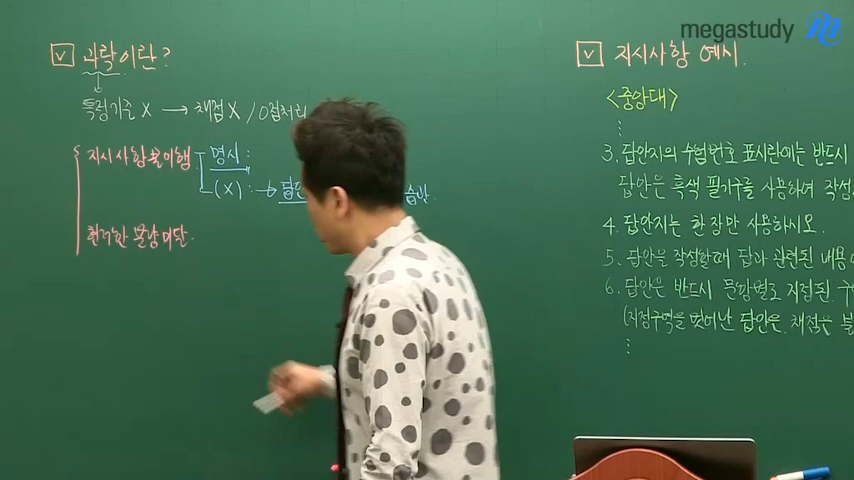 megastudy
v 과락이란?
특정기준 X → 채점 X / 0점처리
지시사항 불이행 명시:
(X): → 답안 습관
현저한 분량 미달.
v 지시사항 예시.
<중앙대>
3. 답안지의 수험번호 표시란에는 반드시
답안은 흑색 필기구를 사용하여 작성
4. 답안지는 한 장만 사용하시오.
5. 답안을 작성할 때 답과 관련된 내용
6. 답안은 반드시 문항별로 지정된
(지정구역을 벗어난 답안은 채점은 불